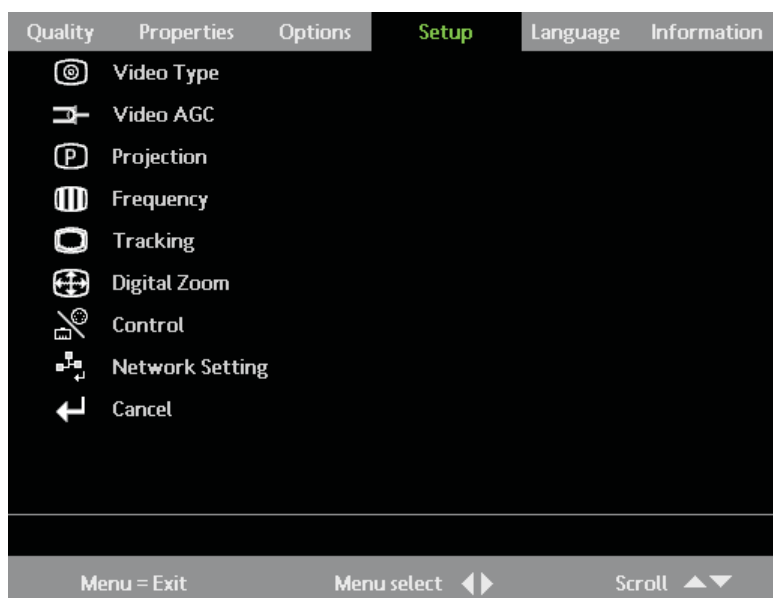 Quality Properties Options Setup Language Information
Video Type
Video AGC
P Projection
Frequency
Tracking
Digital Zoom
Control
Network Setting
Cancel
Menu = Exit Menu select Scroll